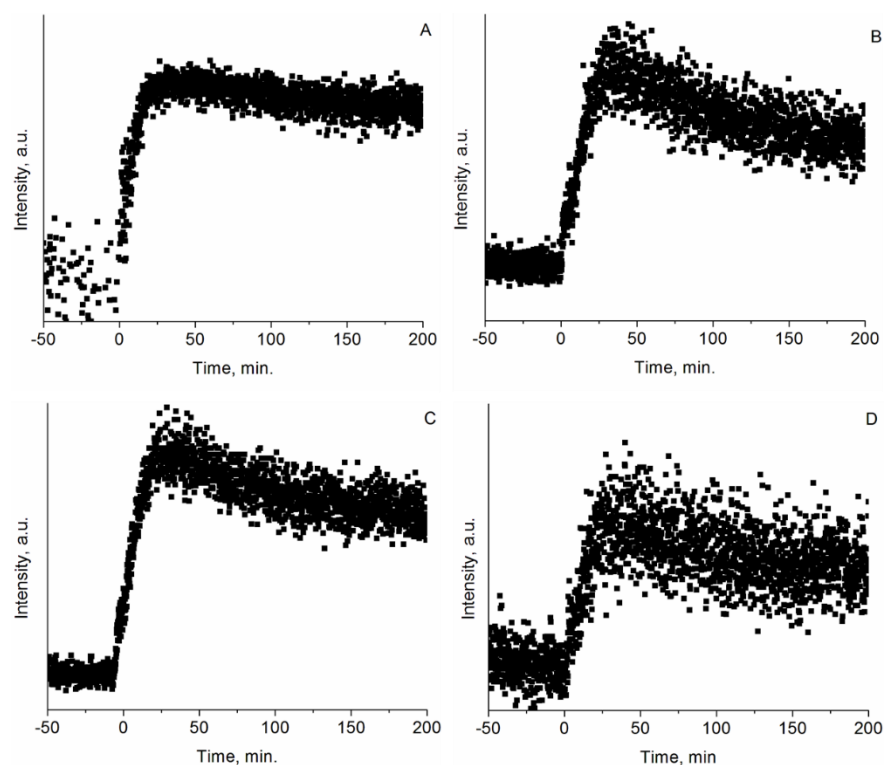 A
Intensity, a.u.
-50 0 50 100 150 200
Time, min.
B
Intensity, a.u.
-50 0 50 100 150 200
Time, min.
C
Intensity, a.u.
-50 0 50 100 150 200
Time, min.
D
Intensity, a.u.
-50 0 50 100 150 200
Time, min